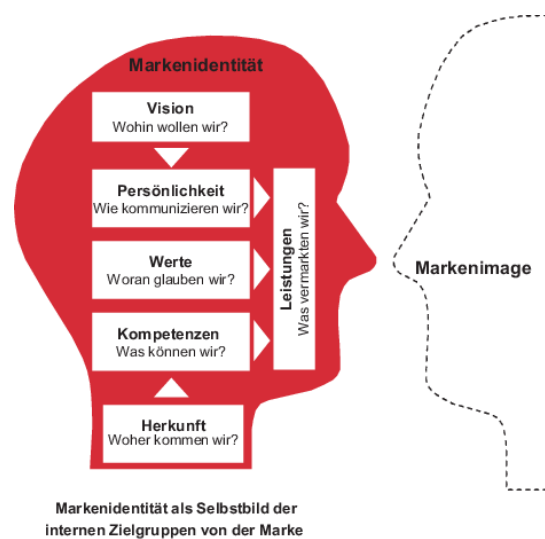 Markenidentität
Vision
Wohin wollen wir?
Persönlichkeit
Wie kommunizieren wir?
Werte
Woran glauben wir?
Kompetenzen
Was können wir?
Herkunft
Woher kommen wir?
Leistungen
Was vermarkten wir?
Markenimage
Markenidentität als Selbstbild der
internen Zielgruppen von der Marke